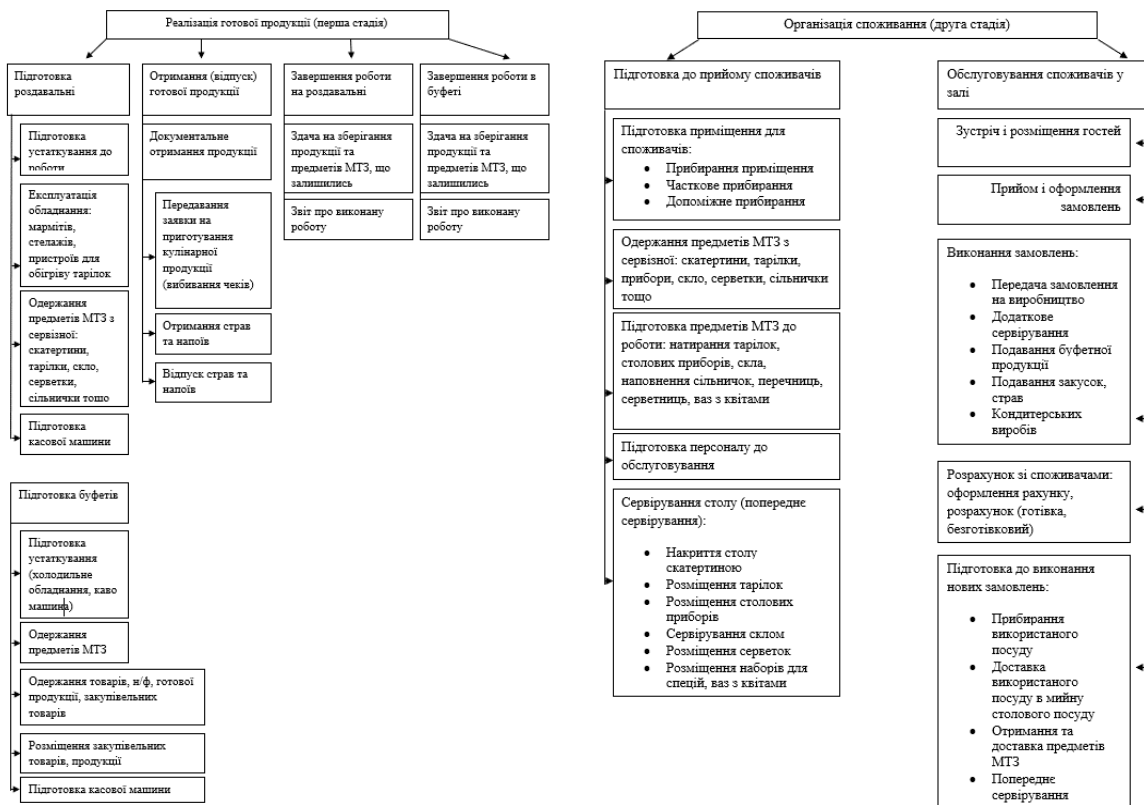 Реалізація готової продукції (перша стадія)
Підготовка
роздавальні
Підготовка
устаткування до
роботи
Експлуатація
обладнання:
мармітів,
стелажів,
пристроїв для
обігріву тарілок
Одержання
предметів МТЗ з
сервізної:
скатертини,
тарілки, скло,
серветки,
сільнички тошо
Підготовка
касової машини
Отримання (відпуск)
готової продукції
Документальне
отримання продукції
Передавання
заявки на
приготування
кулінарної
продукції
(вибивання чеків)
Отримання страв
та напоїв
Відпуск страв та
напоїв
Завершення роботи
на роздавальні
Здача на зберігання
продукції та
предметів МТЗ, що
залишились
Звіт про виконану
роботу
Завершення роботи в
буфеті
Здача на зберігання
продукції та
предметів МТЗ, що
залишились
Звіт про виконану
роботу
Підготовка буфетів
Підготовка
устаткування
(холодильне
обладнання, каво
машина)
Одержання
предметів МТЗ
Одержання товарів, н/ф, готової
продукції, закупівельних
товарів
Розміщення закупівельних
товарів, продукції
Підготовка касової машини
Організація споживання (друга стадія)
Підготовка до прийому споживачів
Підготовка приміщення для
споживачів:
• Прибирання приміщення
• Часткове прибирання
• Допоміжне прибирання
Одержання предметів МТЗ з
сервізної: скатертини, тарілки,
прибори, скло, серветки, сільнички
тощо
Підготовка предметів МТЗ до
роботи: натирання тарілок,
столових приборів, скла,
наповнення сільничок, перечниць,
серветниць, ваз з квітами
Підготовка персоналу до
обслуговування
Сервірування столу (попереднє
сервірування):
• Накриття столу
скатертиною
• Розміщення тарілок
• Розміщення столових
приборів
• Сервірування склом
• Розміщення серветок
• Розміщення наборів для
спецій, ваз з квітами
Обслуговування споживачів у
залі
Зустріч і розміщення гостей
Прийом і оформлення
замовлень
Виконання замовлень:
• Передача замовлення
на виробництво
• Додаткове
сервірування
• Подавання буфетної
продукції
• Подавання закусок,
страв
• Кондитерських
виробів
Розрахунок зі споживачами:
оформлення рахунку,
розрахунок (готівка,
безготівковий)
Підготовка до виконання
нових замовлень:
• Прибирання
використаного
посуду
• Доставка
використаного
посуду в мийну
столового посуду
• Отримання та
доставка предметів
МТЗ
• Попереднє
сервірування